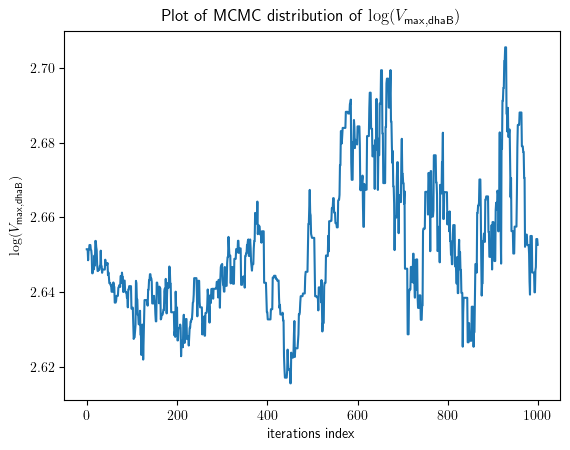 Plot of MCMC distribution of log(V_max,dhaB)
log(V_max,dhaB)
2.70
2.68
2.66
2.64
2.62
0 200 400 600 800 1000
iterations index